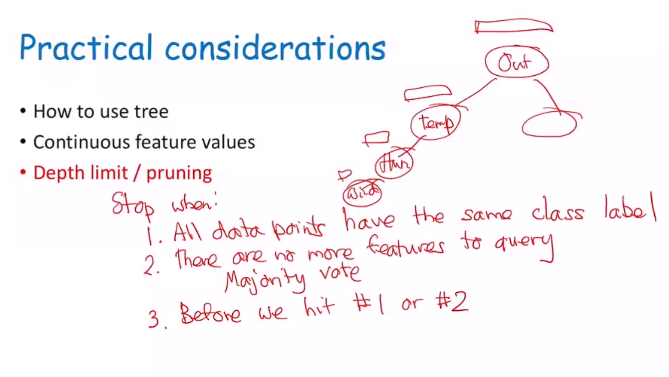 Practical considerations
Out
• How to use tree
temp
• Continuous feature values
Hum
• Depth limit / pruning
Wind
Stop when:
1. All data points have the same class label
2. There are no more features to query
Majority vote
3. Before we hit #1 or #2